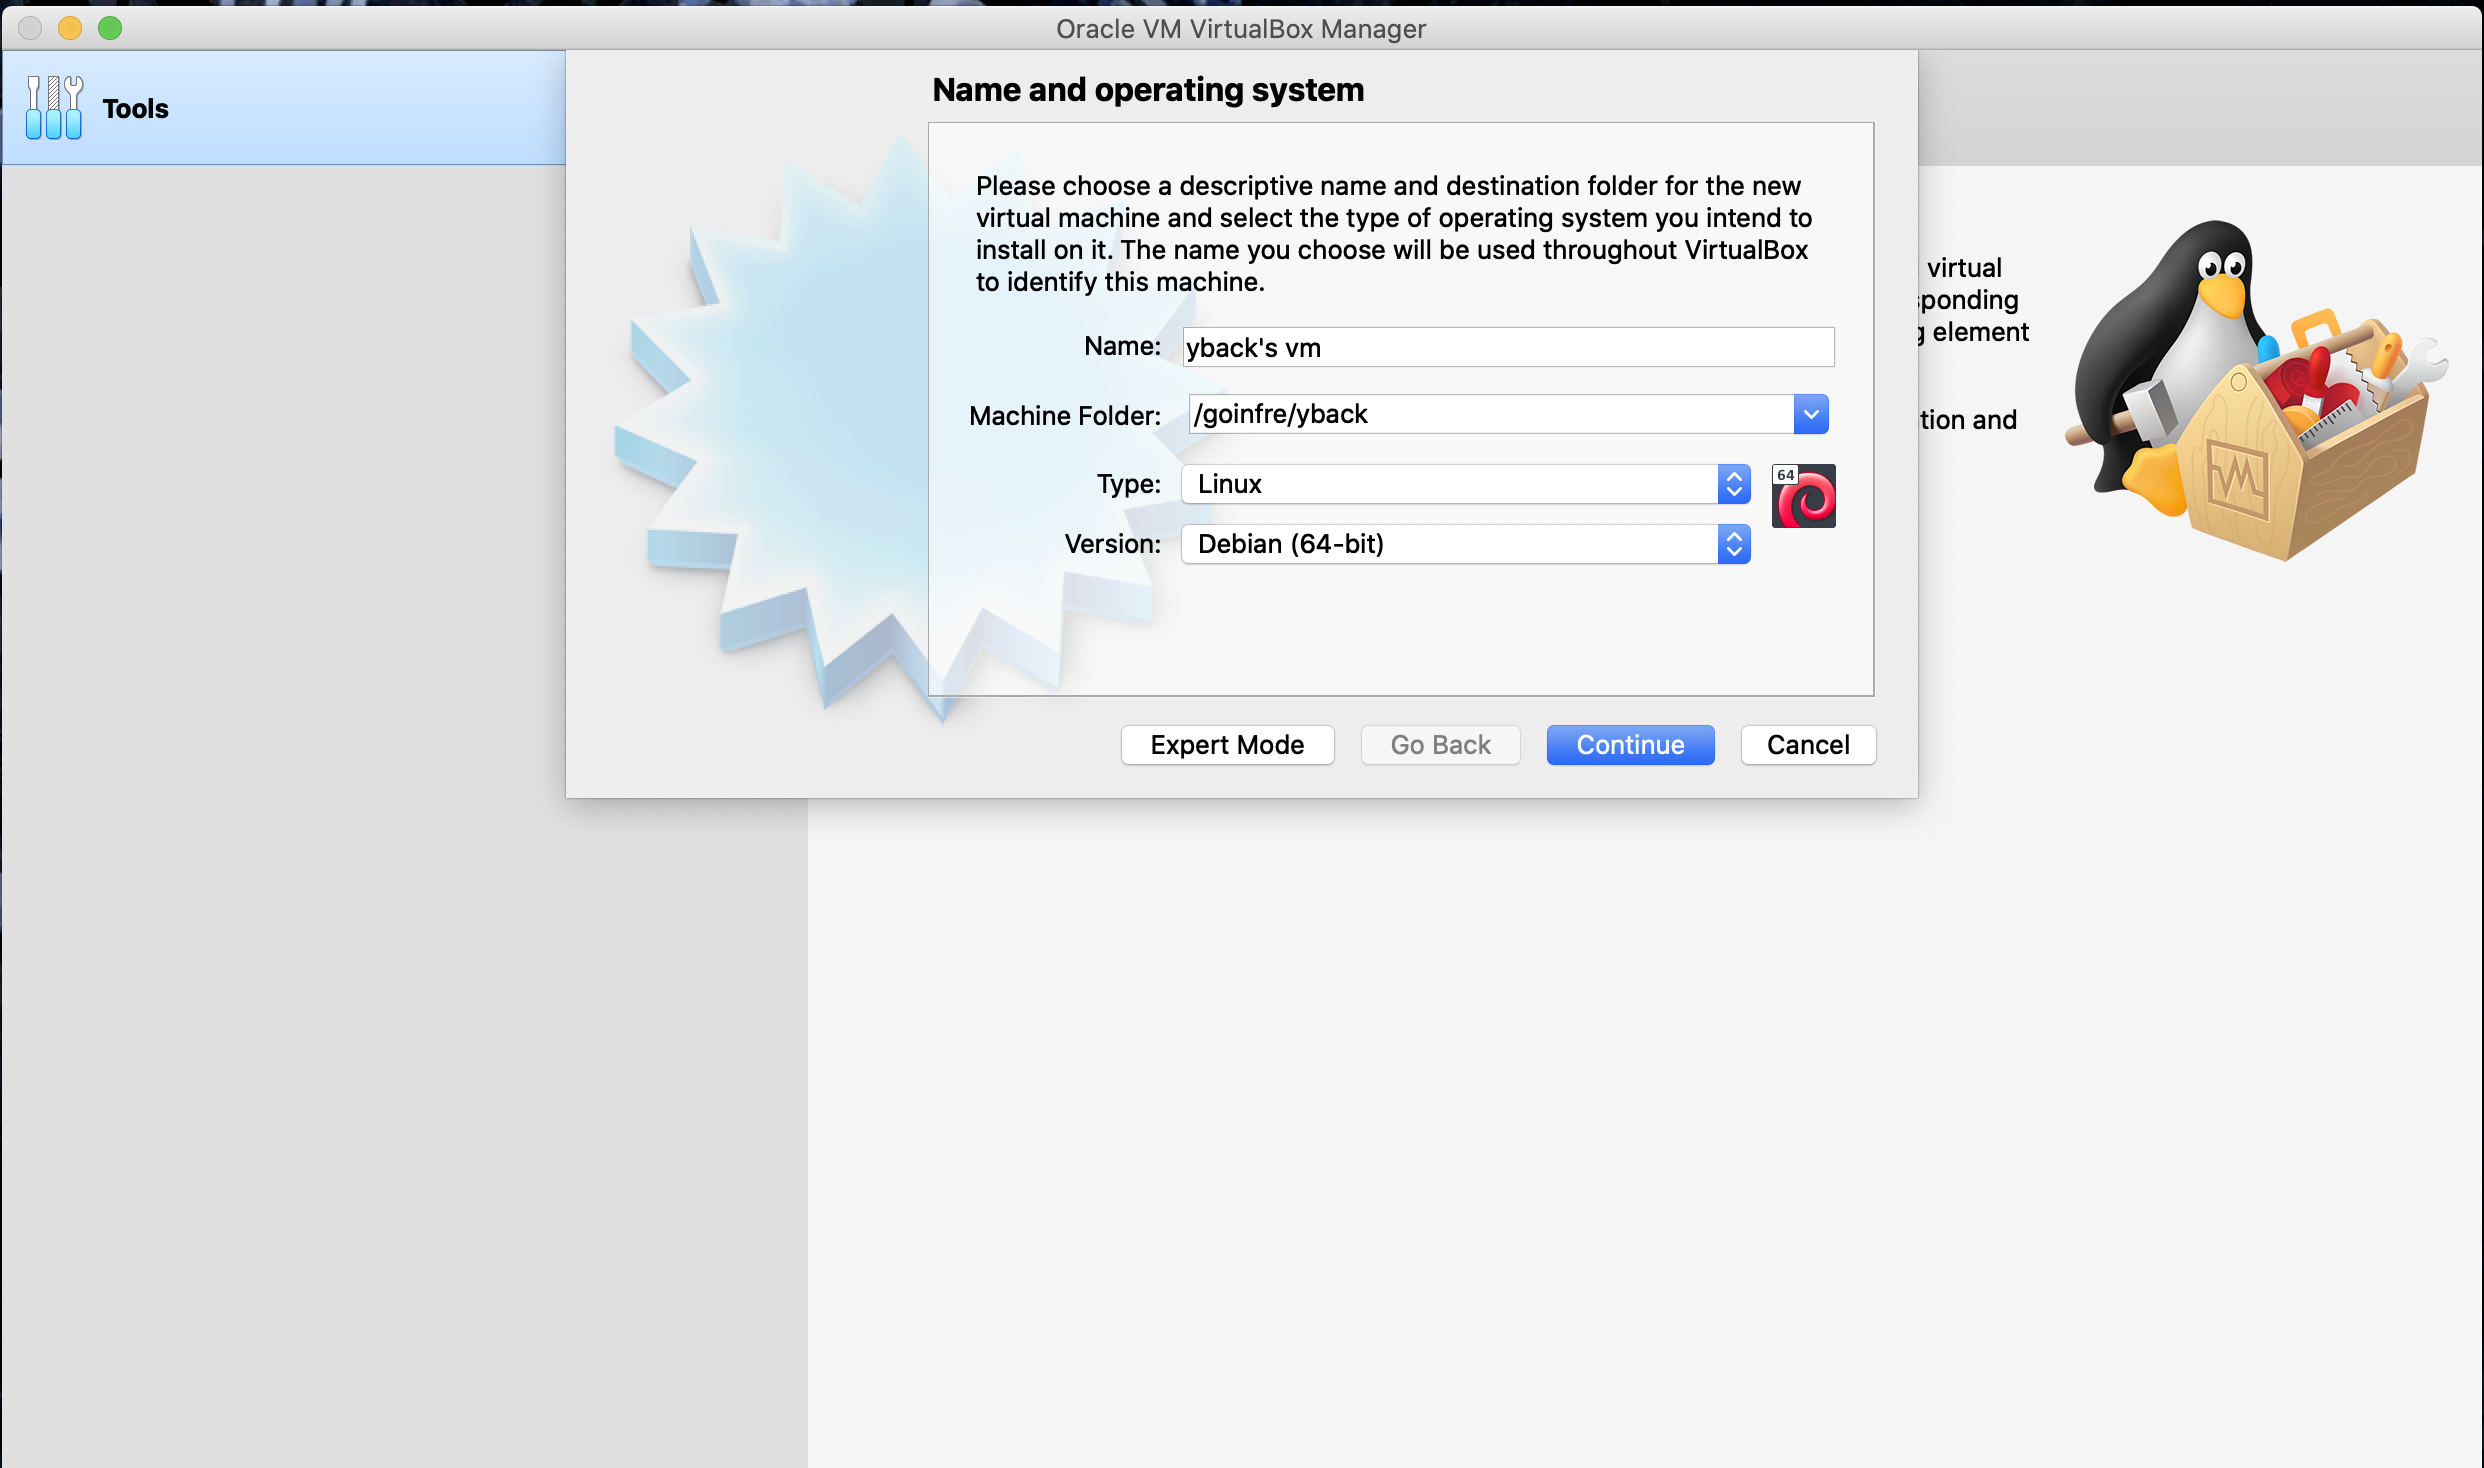 Oracle VM VirtualBox Manager
Tools
Name and operating system
Please choose a descriptive name and destination folder for the new
virtual machine and select the type of operating system you intend to
install on it. The name you choose will be used throughout VirtualBox
to identify this machine.
Name: yback's vm
Machine Folder: /goinfre/yback
Type: Linux
64
Version: Debian (64-bit)
Expert Mode Go Back Continue Cancel
virtual
sponding
g element
tion and